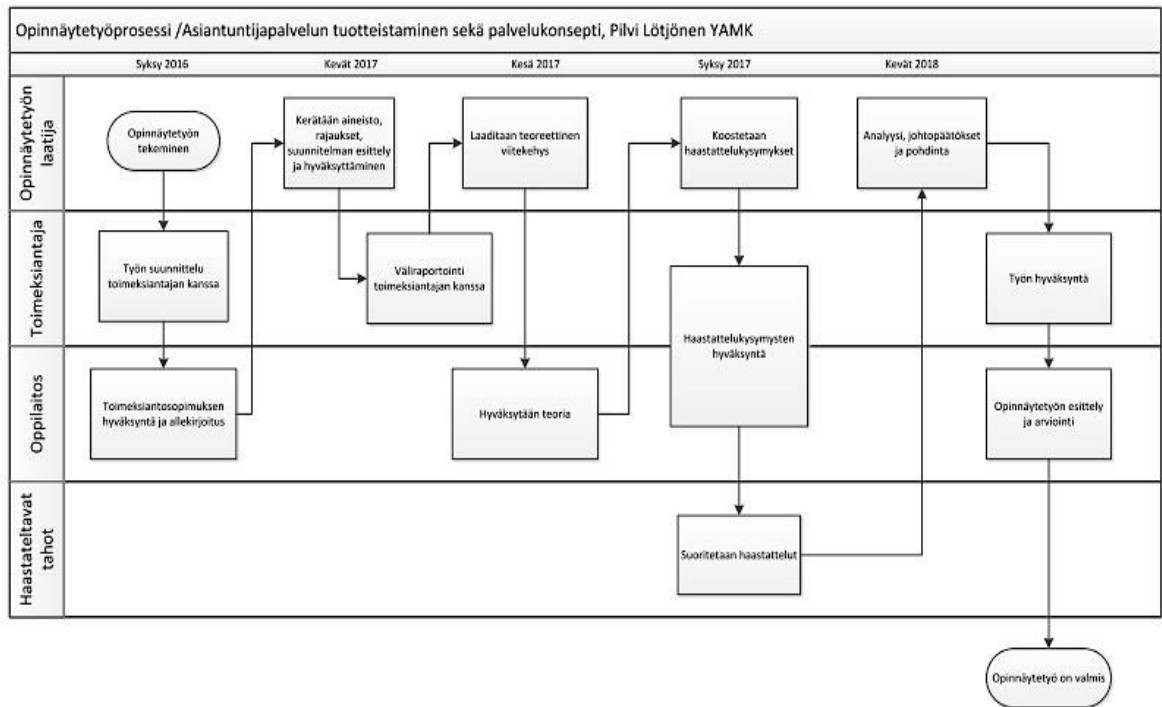 Opinnäytetyöprosessi /Asiantuntijapalvelun tuotteistaminen sekä palvelukonsepti, Pilvi Lötjönen YAMK
Syksy 2016
Kevät 2017
Kesä 2017
Syksy 2017
Kevät 2018
Opinnäytetyön
laatija
Opinnäytetyön
tekeminen
Kerätään aineisto,
rajaukset,
suunnitelman esittely
ja hyväksyttäminen
Laaditaan teoreettinen
viitekehys
Koostetaan
haastattelukysymykset
Analyysi, johtopäätökset
ja pohdinta
Toimeksiantaja
Työn suunnittelu
toimeksiantajan kanssa
Väliraportointi
toimeksiantajan kanssa
Haastattelukysymysten
hyväksyntä
Työn hyväksyntä
Oppilaitos
Toimeksiantosopimuksen
hyväksyntä ja allekirjoitus
Hyväksytään teoria
Opinnäytetyön esittely
ja arviointi
Haastateltavat
tahot
Suoritetaan haastattelut
Opinnäytetyö on valmis